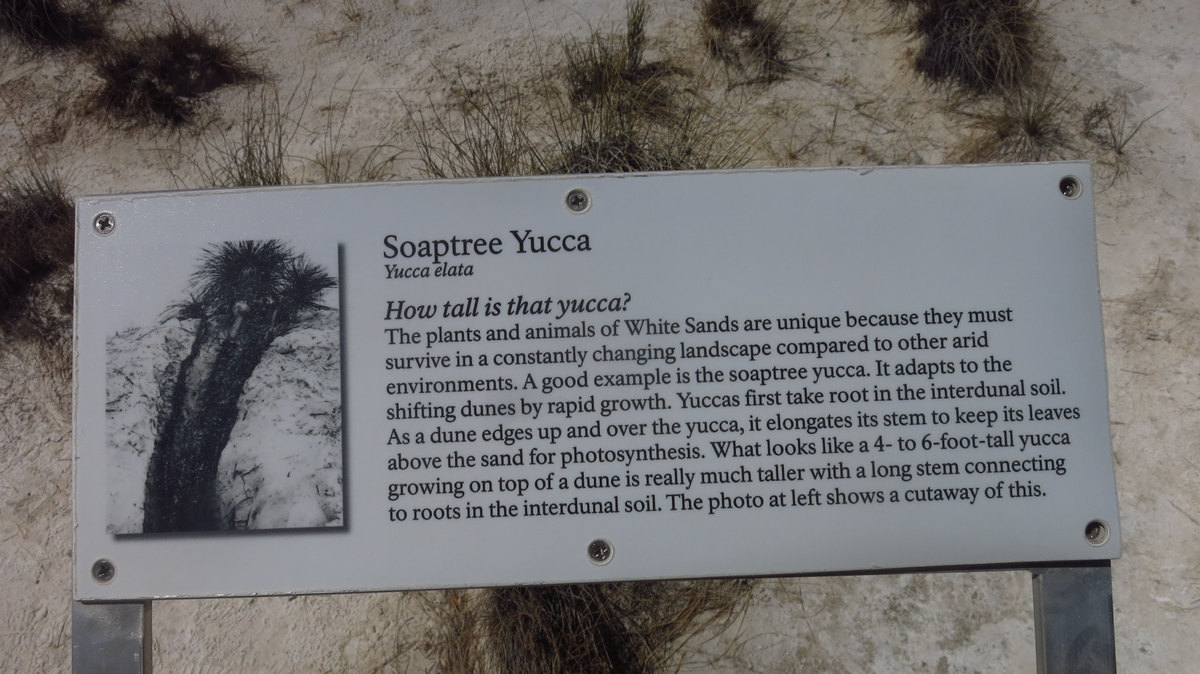 Soaptree Yucca
Yucca elata
How tall is that yucca?
The plants and animals of White Sands are unique because they must
survive in a constantly changing landscape compared to other arid
environments. A good example is the soaptree yucca. It adapts to the
shifting dunes by rapid growth. Yuccas first take root in the interdunal soil.
As a dune edges up and over the yucca, it elongates its stem to keep its leaves
above the sand for photosynthesis. What looks like a 4- to 6-foot-tall yucca
growing on top of a dune is really much taller with a long stem connecting
to roots in the interdunal soil. The photo at left shows a cutaway of this.